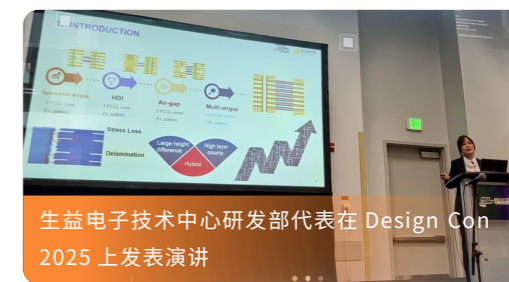 1. INTRODUCTION
Symmetrical type
HDI
Air-gap
Multi-airgap
Stress Loss
Delamination
Large height difference
High layer counts
Hybrid
EXIT
生益电子技术中心研发部代表在 Design Con
2025 上发表演讲